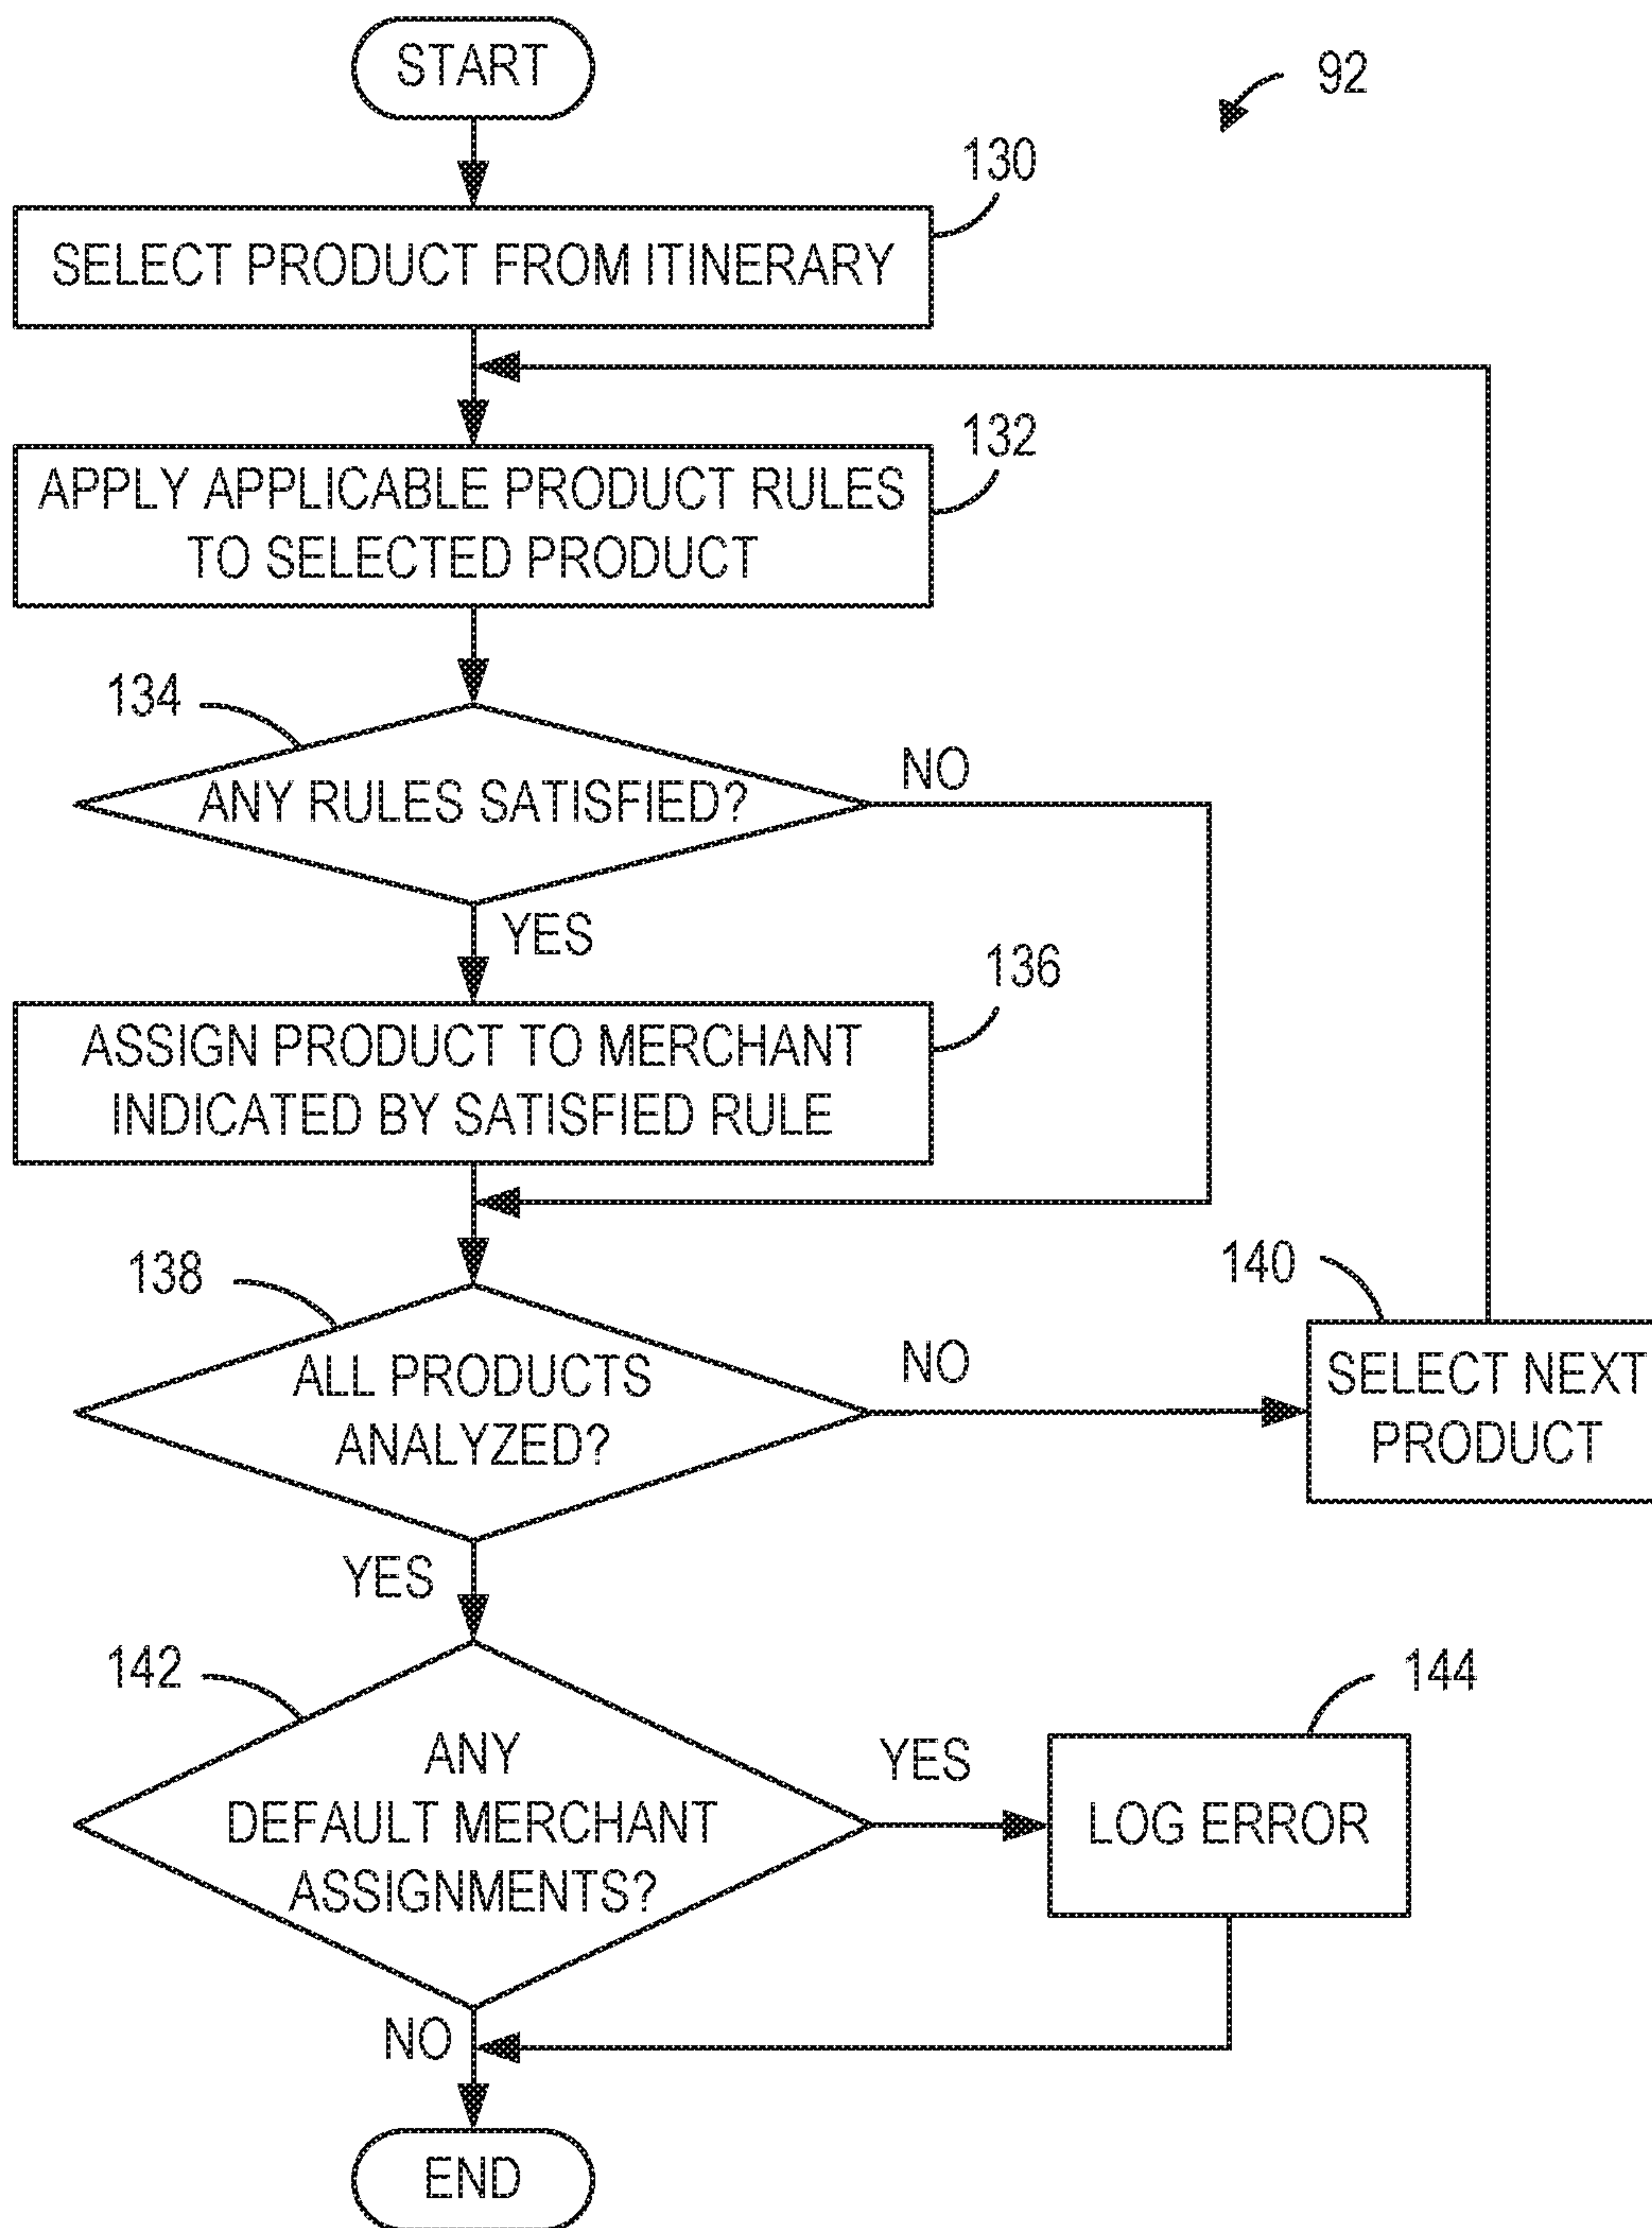 START
92
130
SELECT PRODUCT FROM ITINERARY
132
APPLY APPLICABLE PRODUCT RULES
TO SELECTED PRODUCT
134
ANY RULES SATISFIED?
NO
YES
136
ASSIGN PRODUCT TO MERCHANT
INDICATED BY SATISFIED RULE
138
ALL PRODUCTS
ANALYZED?
NO
140
SELECT NEXT
PRODUCT
YES
142
ANY
DEFAULT MERCHANT
ASSIGNMENTS?
YES
144
LOG ERROR
NO
END